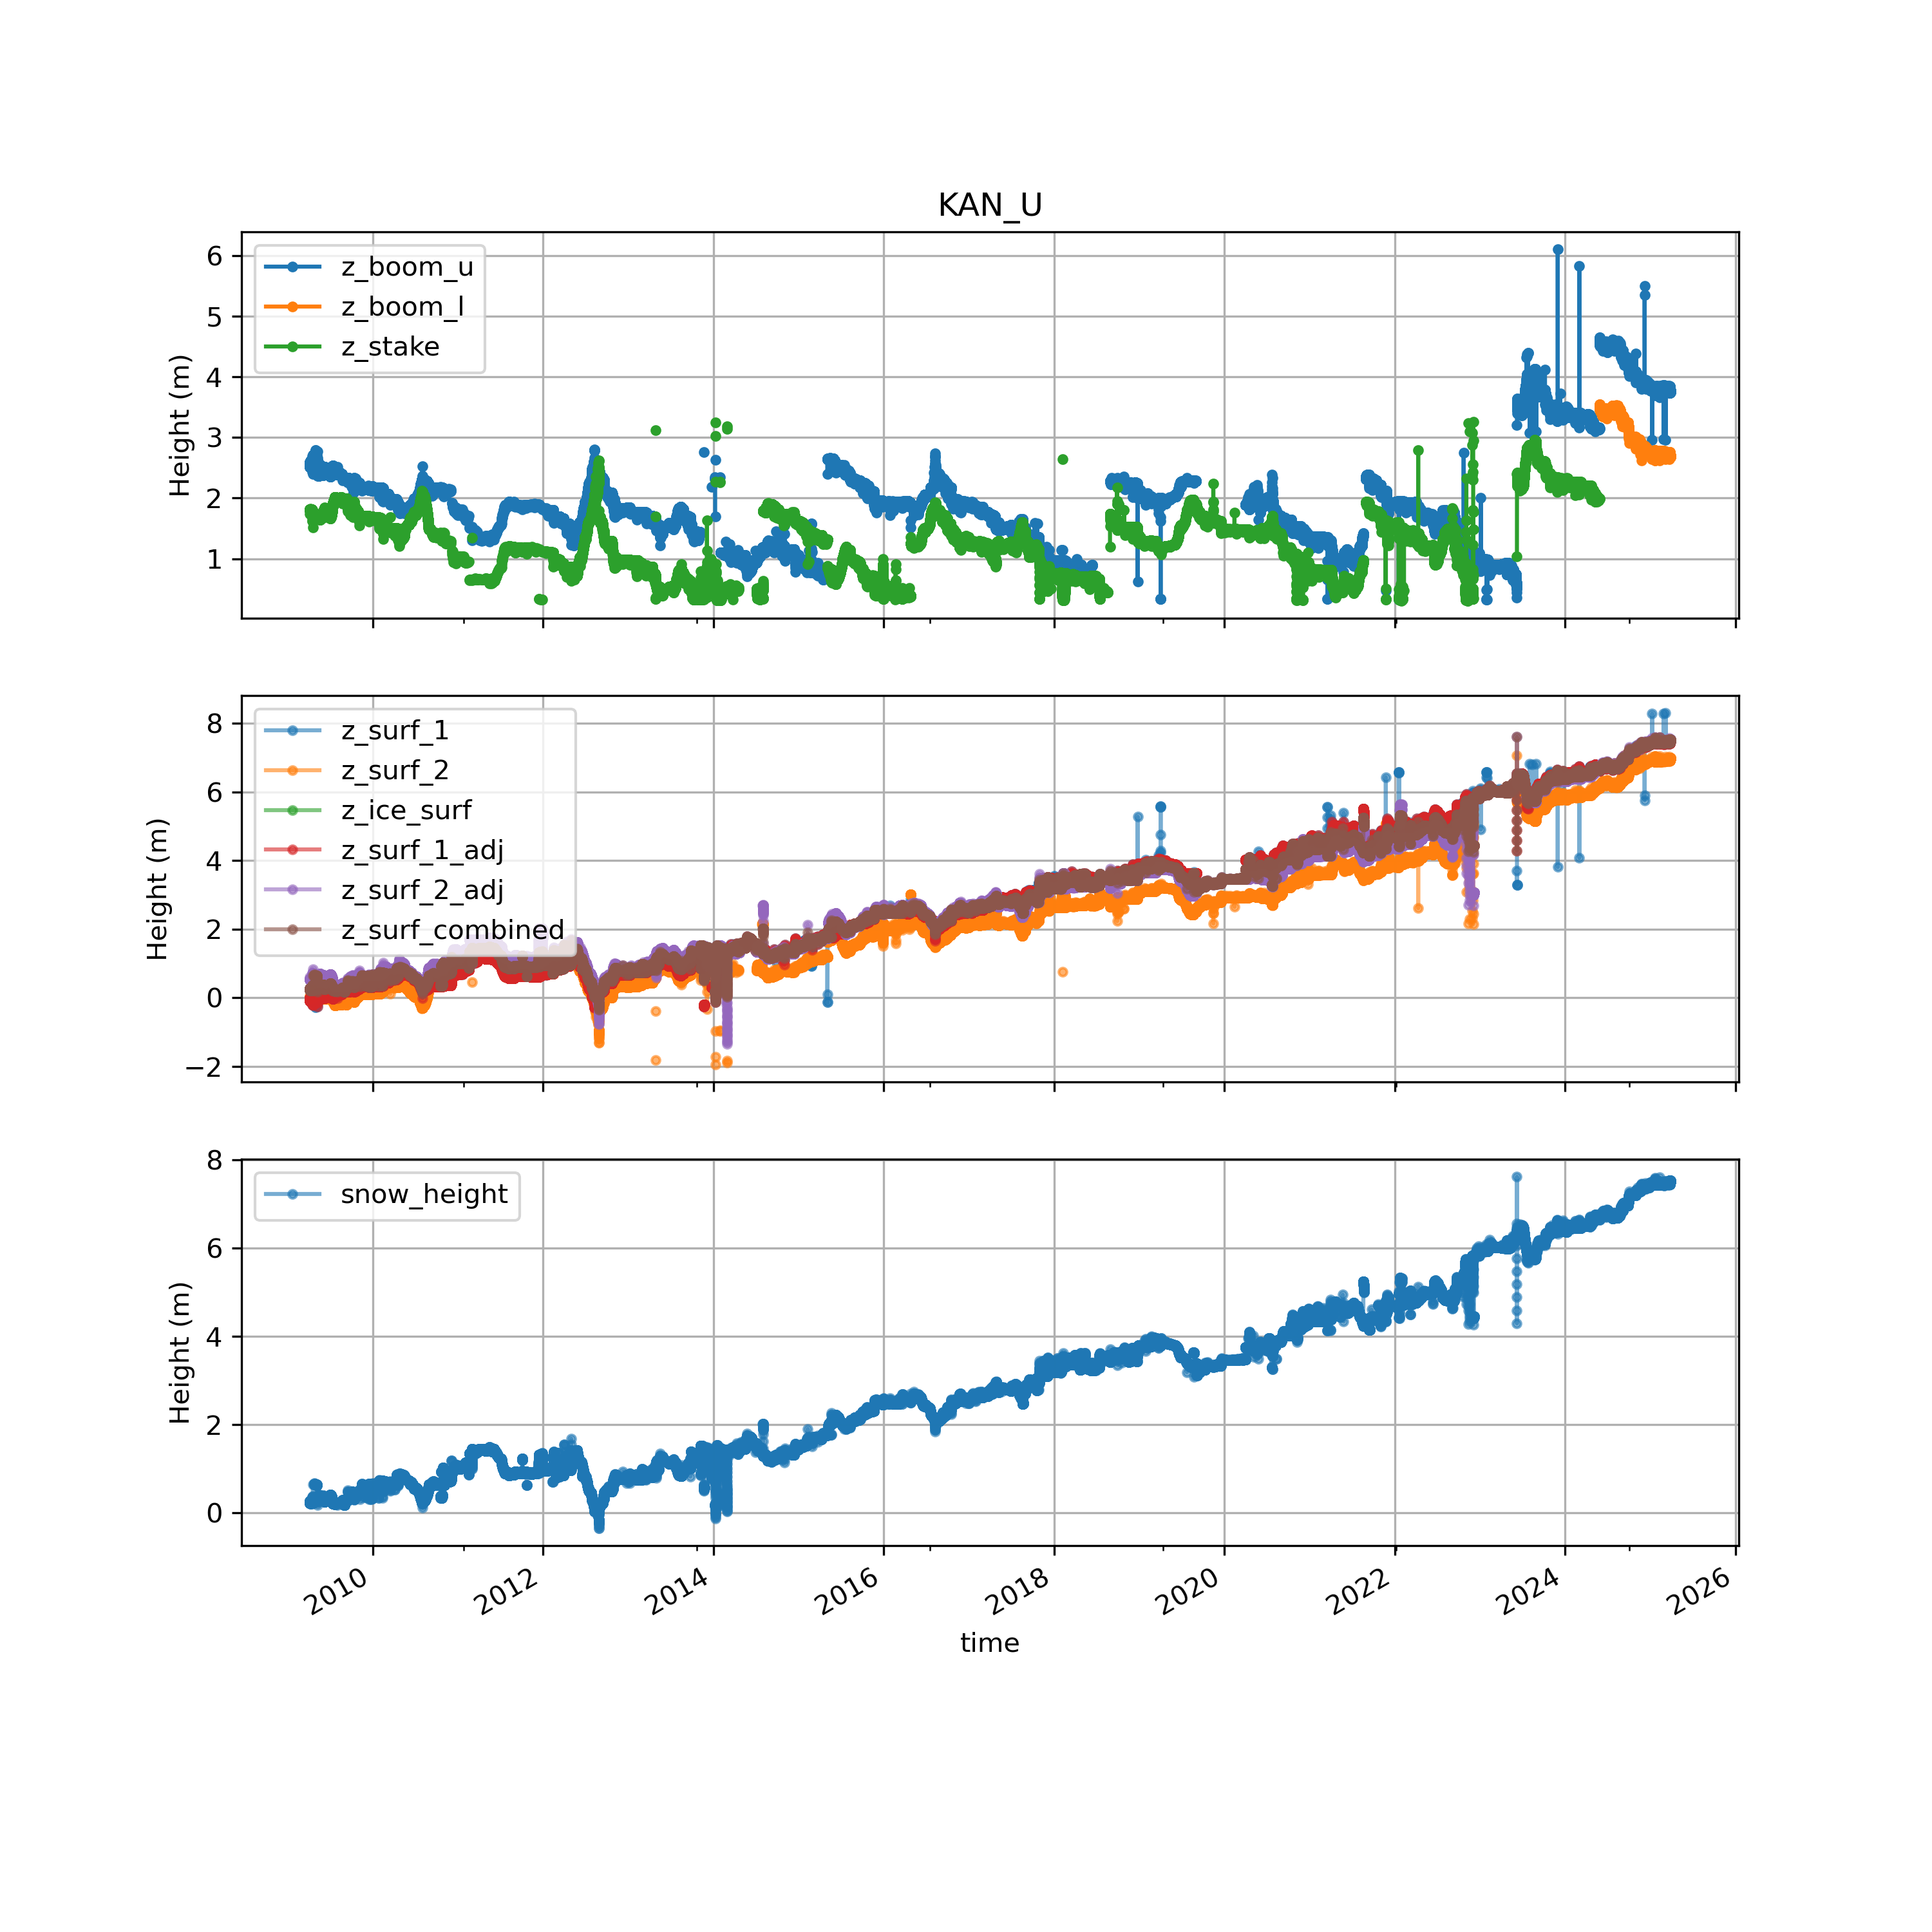 KAN_U
6
5
4
3
2
1
Height (m)
z_boom_u
z_boom_l
z_stake
8
6
4
2
0
−2
Height (m)
z_surf_1
z_surf_2
z_ice_surf
z_surf_1_adj
z_surf_2_adj
z_surf_combined
8
6
4
2
0
Height (m)
snow_height
2010 2012 2014 2016 2018 2020 2022 2024 2026
time